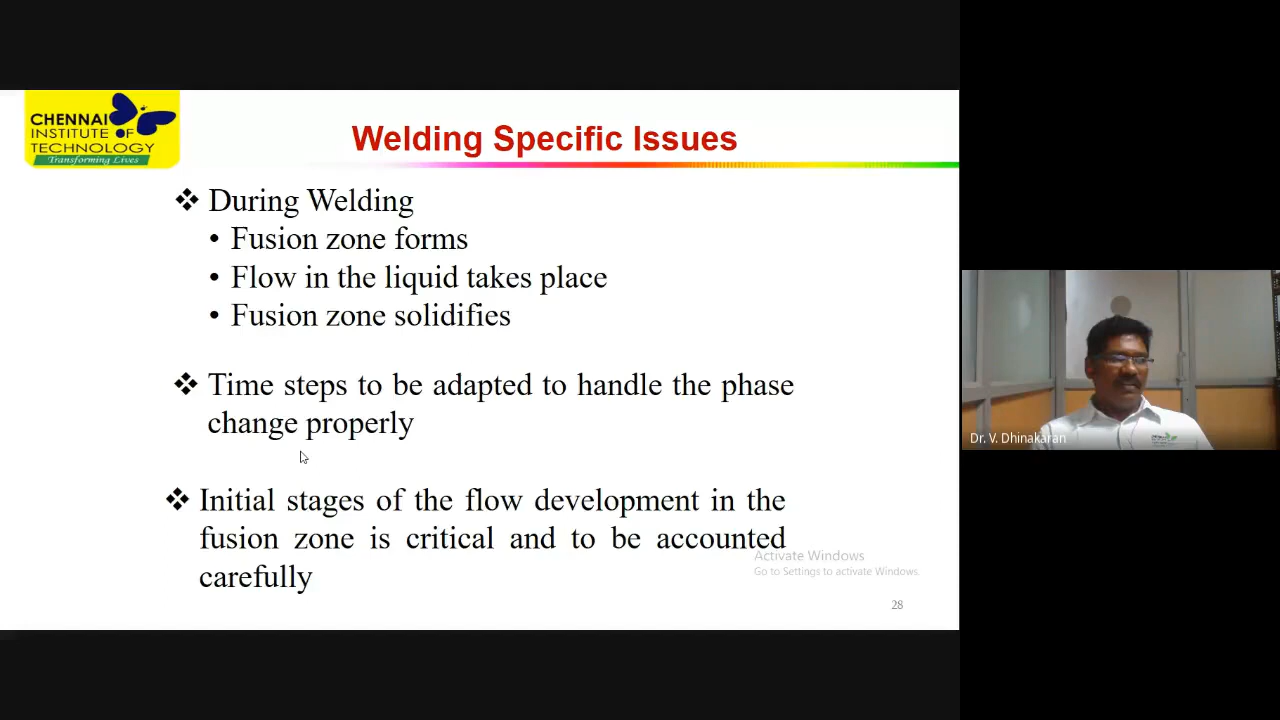 CHENNAI
INSTITUTE OF
TECHNOLOGY
Transforming Lives
Welding Specific Issues
❖ During Welding
• Fusion zone forms
• Flow in the liquid takes place
• Fusion zone solidifies
❖ Time steps to be adapted to handle the phase
change properly
❖ Initial stages of the flow development in the
fusion zone is critical and to be accounted
carefully
Activate Windows
Go to Settings to activate Windows.
28
Dr. V. Dhinakaran